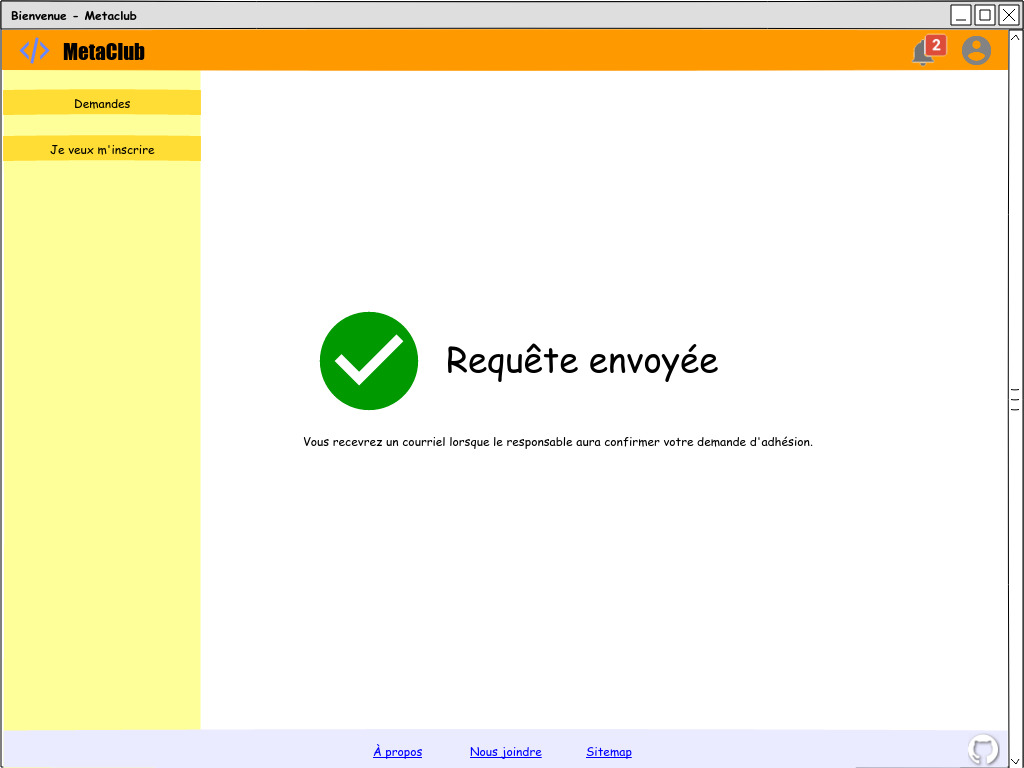 Bienvenue - Metaclub
</> MetaClub
2
Demandes
Je veux m'inscrire
Requête envoyée
Vous recevrez un courriel lorsque le responsable aura confirmer votre demande d'adhésion.
À propos Nous joindre Sitemap